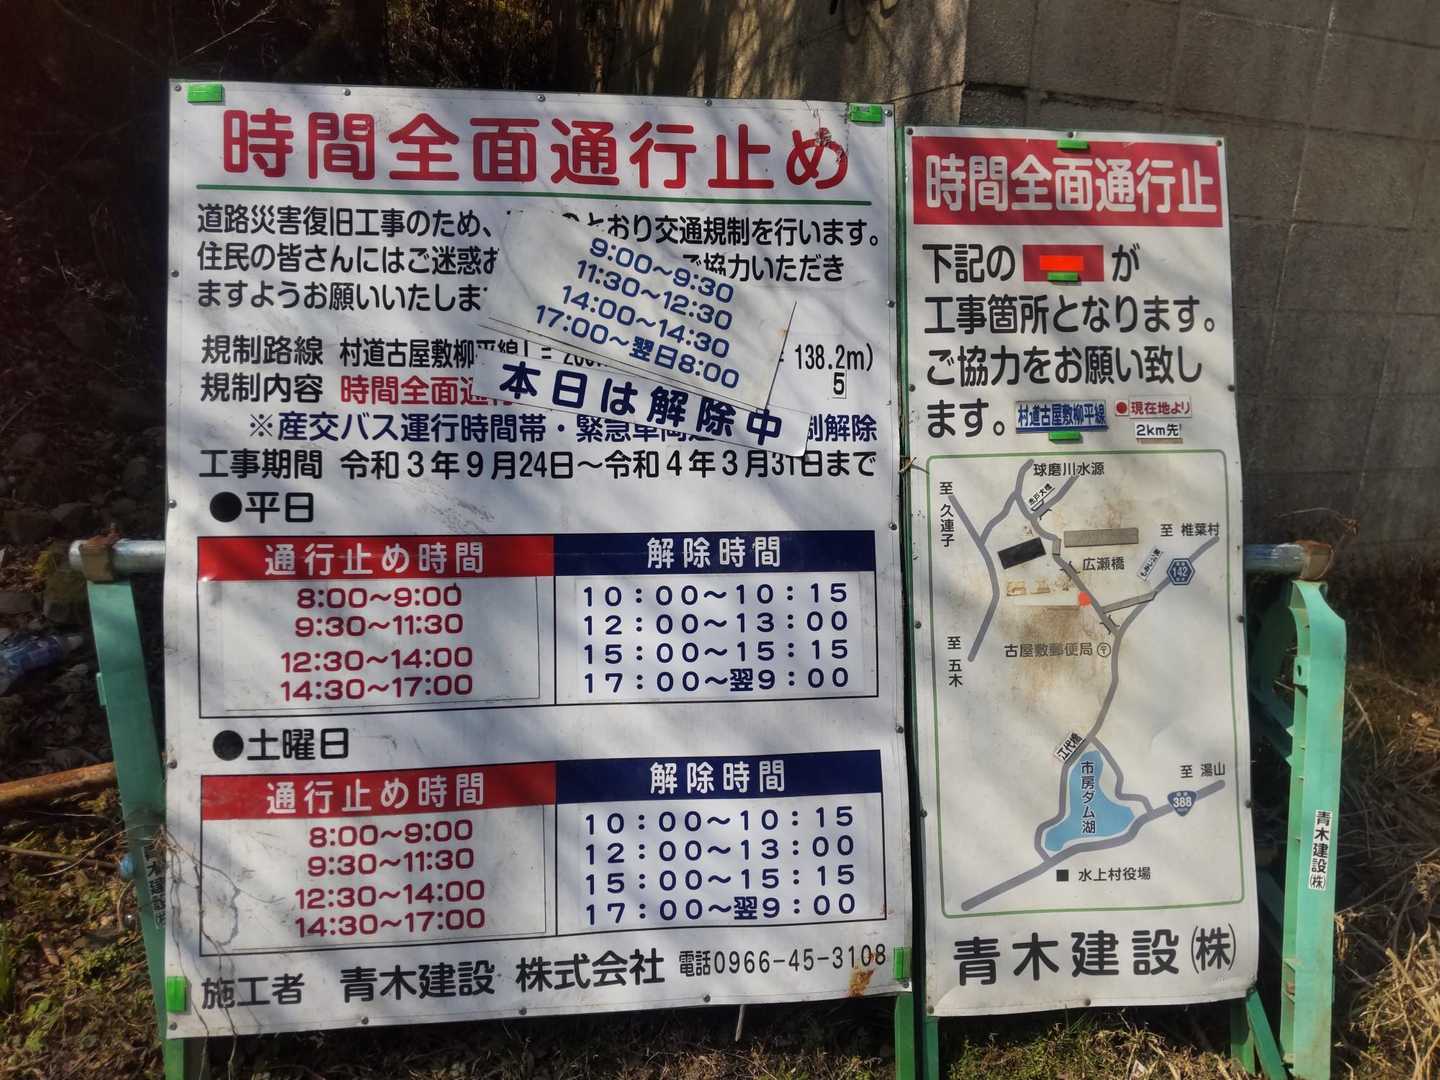 時間全面通行止め
道路災害復旧工事のため、とおり交通規制を行います。
住民の皆さんにはご迷惑お ご協力いただき
ますようお願いいたしま
規制路線 村道古屋敷柳平線L= 138.2m)
5
規制内容 時間全面通行
※産交バス運行時間帯・緊急車両 制解除
工事期間 令和3年9月24日～令和4年3月31日まで
9:00～9:30
11:30～12:30
14:00～14:30
17:00～翌日8:00
本日は解除中
●平日
通行止め時間 解除時間
8:00～9:00 10:00～10:15
9:30～11:30 12:00～13:00
12:30～14:00 15:00～15:15
14:30～17:00 17:00～翌9:00
●土曜日
通行止め時間 解除時間
8:00～9:00 10:00～10:15
9:30～11:30 12:00～13:00
12:30～14:00 15:00～15:15
14:30～17:00 17:00～翌9:00
施工者 青木建設 株式会社 電話0966-45-3108
時間全面通行止
下記の が
工事箇所となります。
ご協力をお願い致し
ます。 村道古屋敷柳平線 ●現在地より
2km先
球磨川水源
至久連子
至 椎葉村
広瀬橋
142
至五木
古屋敷郵便局〒
江代橋
市房ダム湖
至 湯山
388
■ 水上村役場
青木建設(株)
青木建設(株)
青木建設(株)